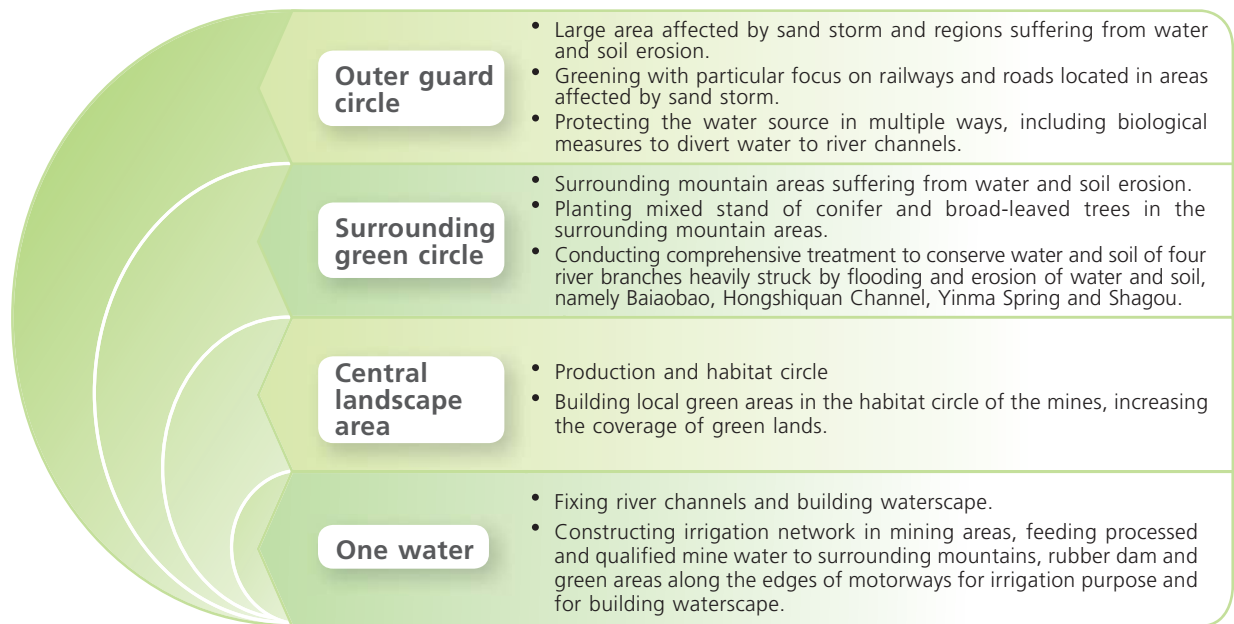 Outer guard
circle
• Large area affected by sand storm and regions suffering from water
and soil erosion.
• Greening with particular focus on railways and roads located in areas
affected by sand storm.
• Protecting the water source in multiple ways, including biological
measures to divert water to river channels.
Surrounding
green circle
• Surrounding mountain areas suffering from water and soil erosion.
• Planting mixed stand of conifer and broad-leaved trees in the
surrounding mountain areas.
• Conducting comprehensive treatment to conserve water and soil of four
river branches heavily struck by flooding and erosion of water and soil,
namely Baiaobao, Hongshiquan Channel, Yinma Spring and Shagou.
Central
landscape
area
• Production and habitat circle
• Building local green areas in the habitat circle of the mines, increasing
the coverage of green lands.
One water
• Fixing river channels and building waterscape.
• Constructing irrigation network in mining areas, feeding processed
and qualified mine water to surrounding mountains, rubber dam and
green areas along the edges of motorways for irrigation purpose and
for building waterscape.